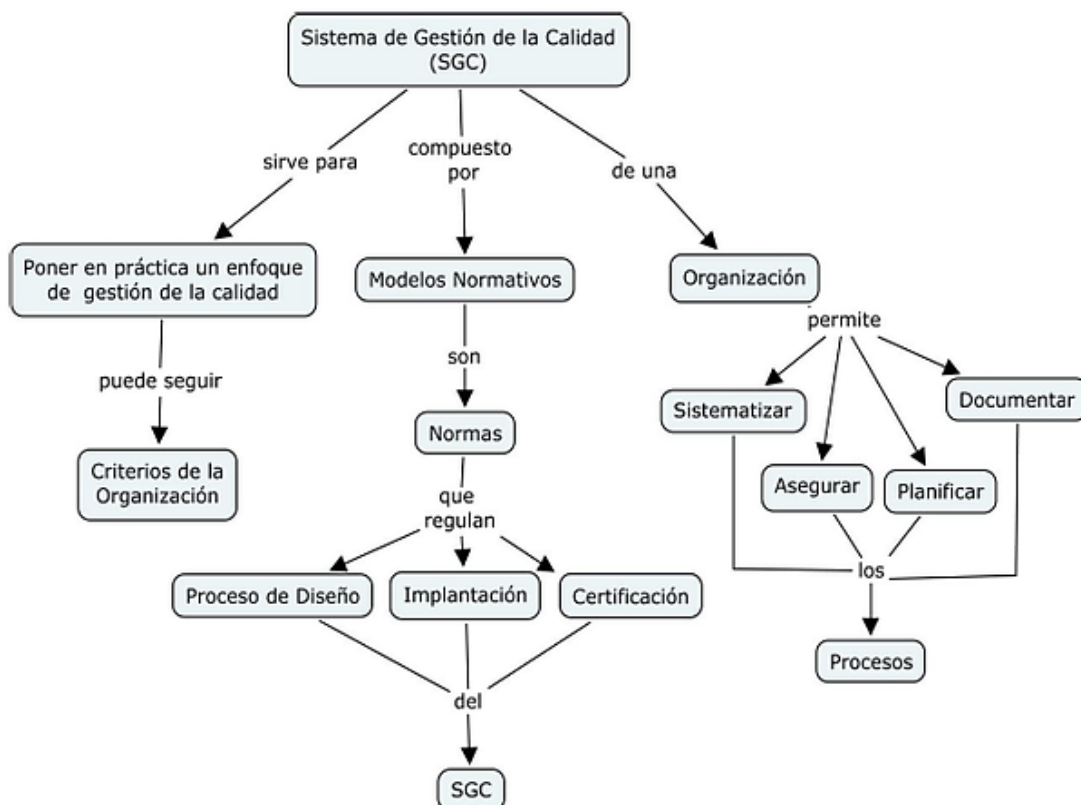 Sistema de Gestión de la Calidad
(SGC)
sirve para
compuesto
por
de una
Poner en práctica un enfoque
de gestión de la calidad
Modelos Normativos
Organización
permite
puede seguir
son
Sistematizar
Documentar
Criterios de la
Organización
Normas
Asegurar
Planificar
que
regulan
los
Proceso de Diseño
Implantación
Certificación
Procesos
del
SGC